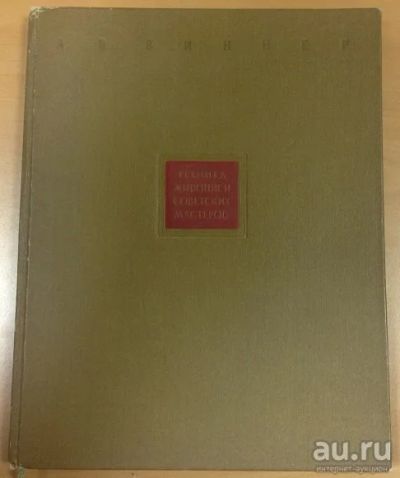 А В ВИННЕР
ТЕХНИКА
ЖИВОПИСИ
СОВЕТСКИХ
МАСТЕРОВ
au.ru
интернет-аукцион